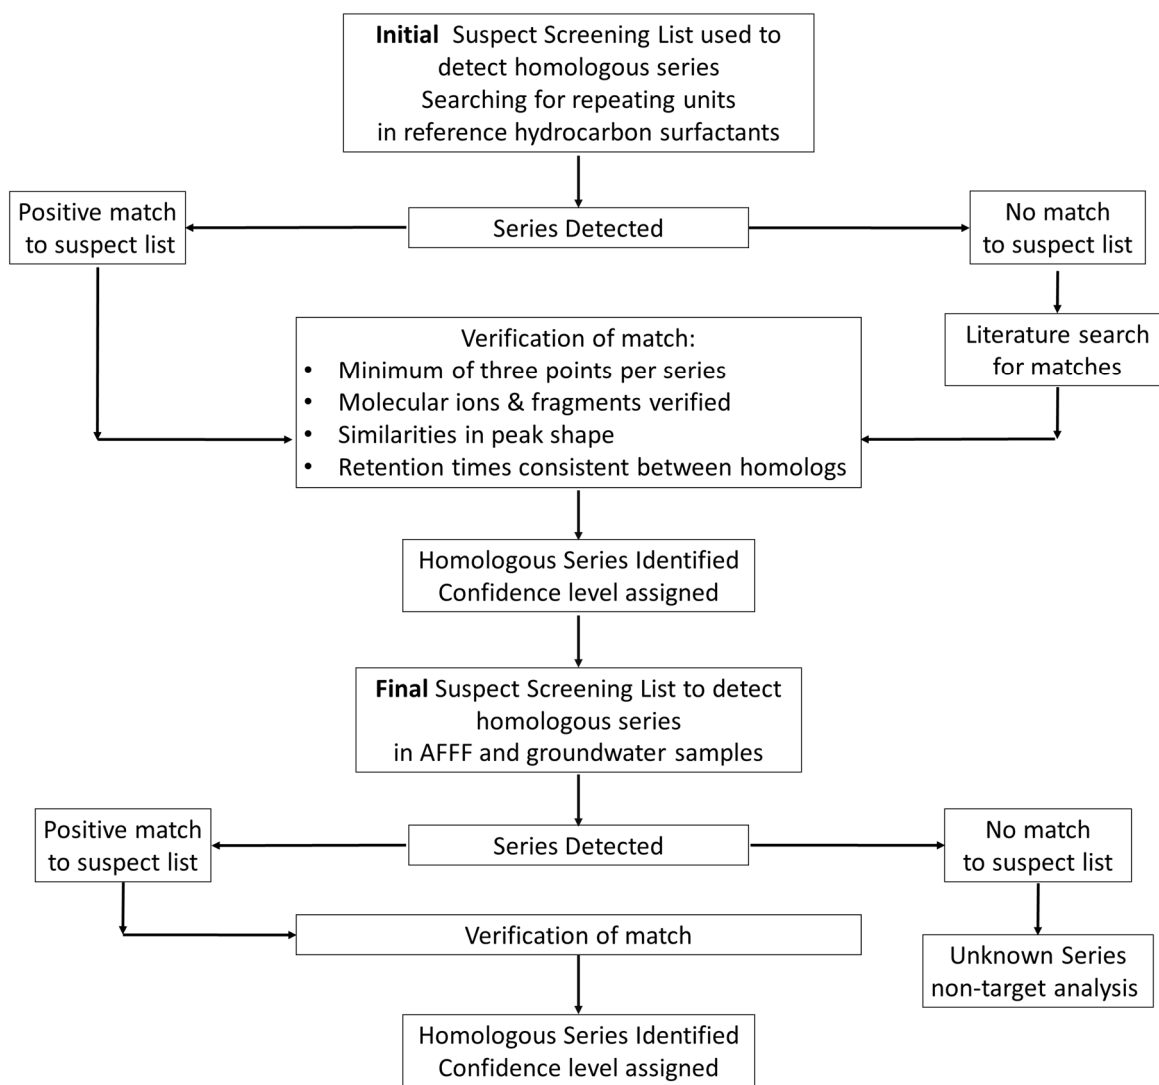 Initial Suspect Screening List used to
detect homologous series
Searching for repeating units
in reference hydrocarbon surfactants
Positive match
to suspect list
Series Detected
No match
to suspect list
Literature search
for matches
Verification of match:
• Minimum of three points per series
• Molecular ions & fragments verified
• Similarities in peak shape
• Retention times consistent between homologs
Homologous Series Identified
Confidence level assigned
Final Suspect Screening List to detect
homologous series
in AFFF and groundwater samples
Positive match
to suspect list
Series Detected
No match
to suspect list
Verification of match
Unknown Series
non-target analysis
Homologous Series Identified
Confidence level assigned